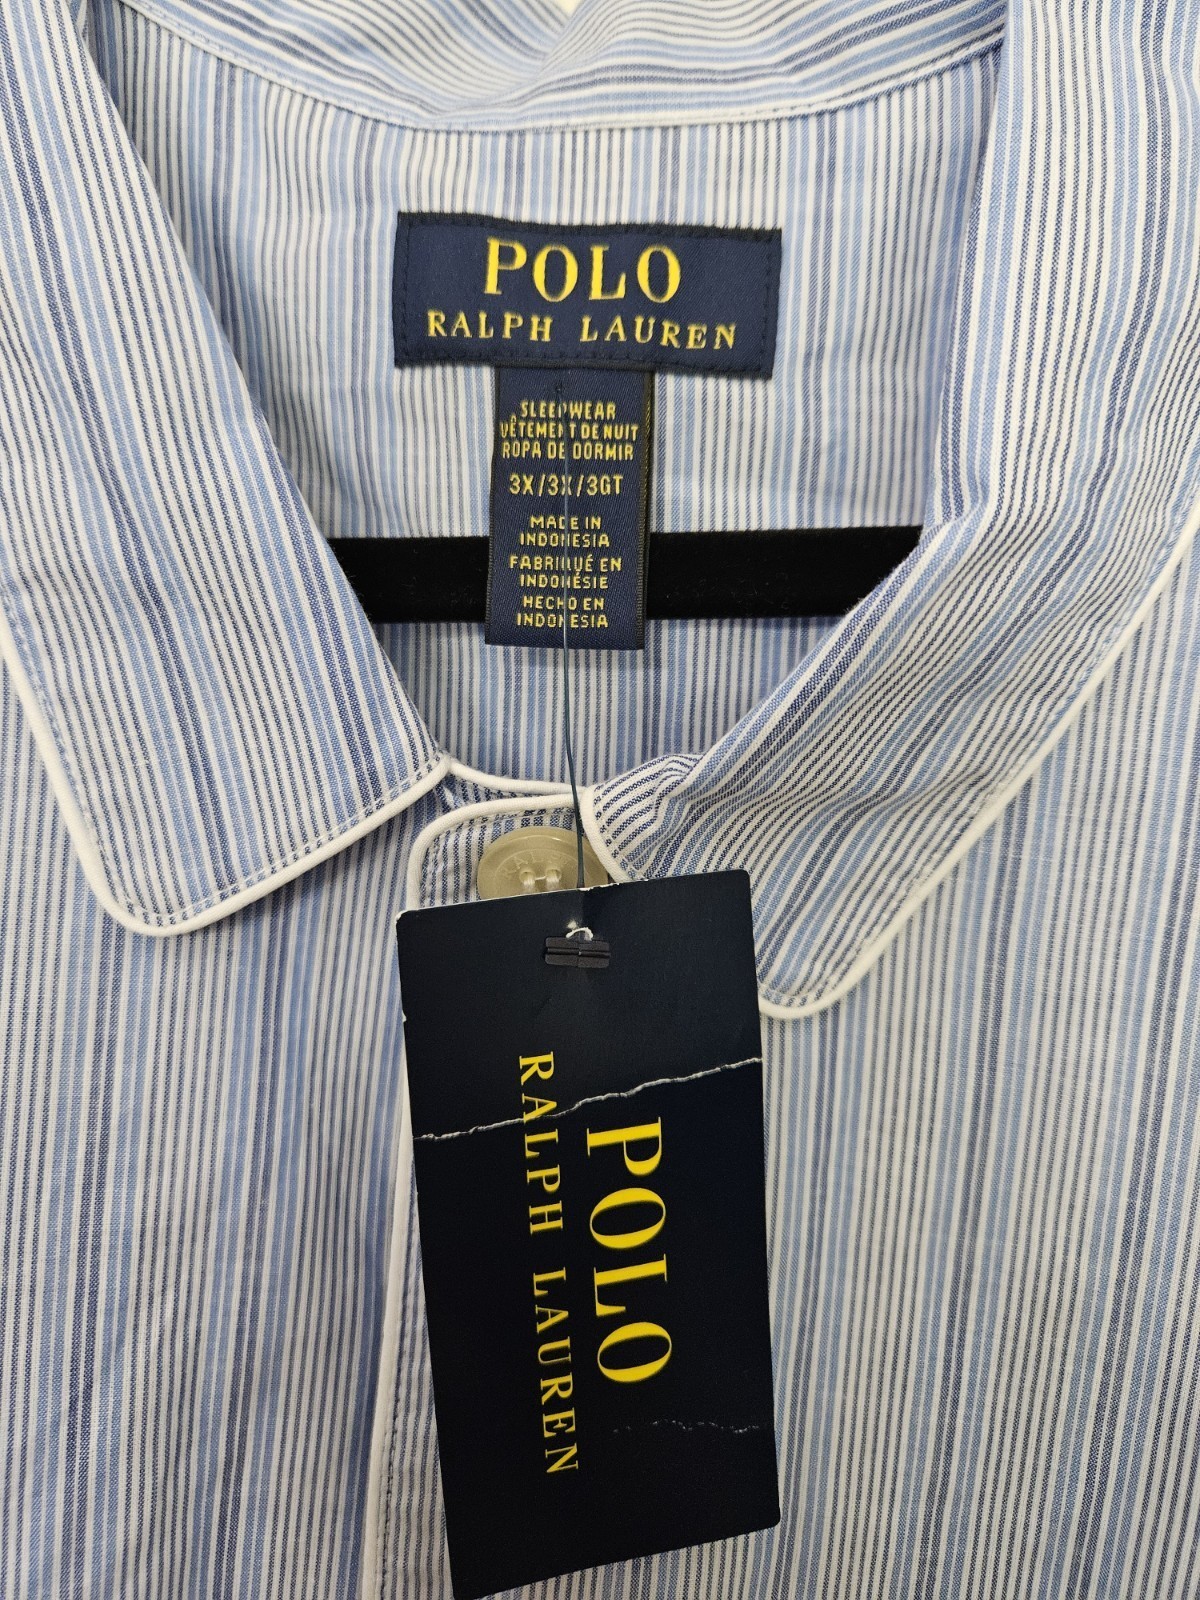 POLO
RALPH LAUREN
SLEEPWEAR
VÊTEMENT DE NUIT
ROPA DE DORMIR
3X/3X/3GT
MADE IN
INDONESIA
FABRIQUÉ EN
INDONÉSIE
HECHO EN
INDONESIA
POLO
RALPH LAUREN